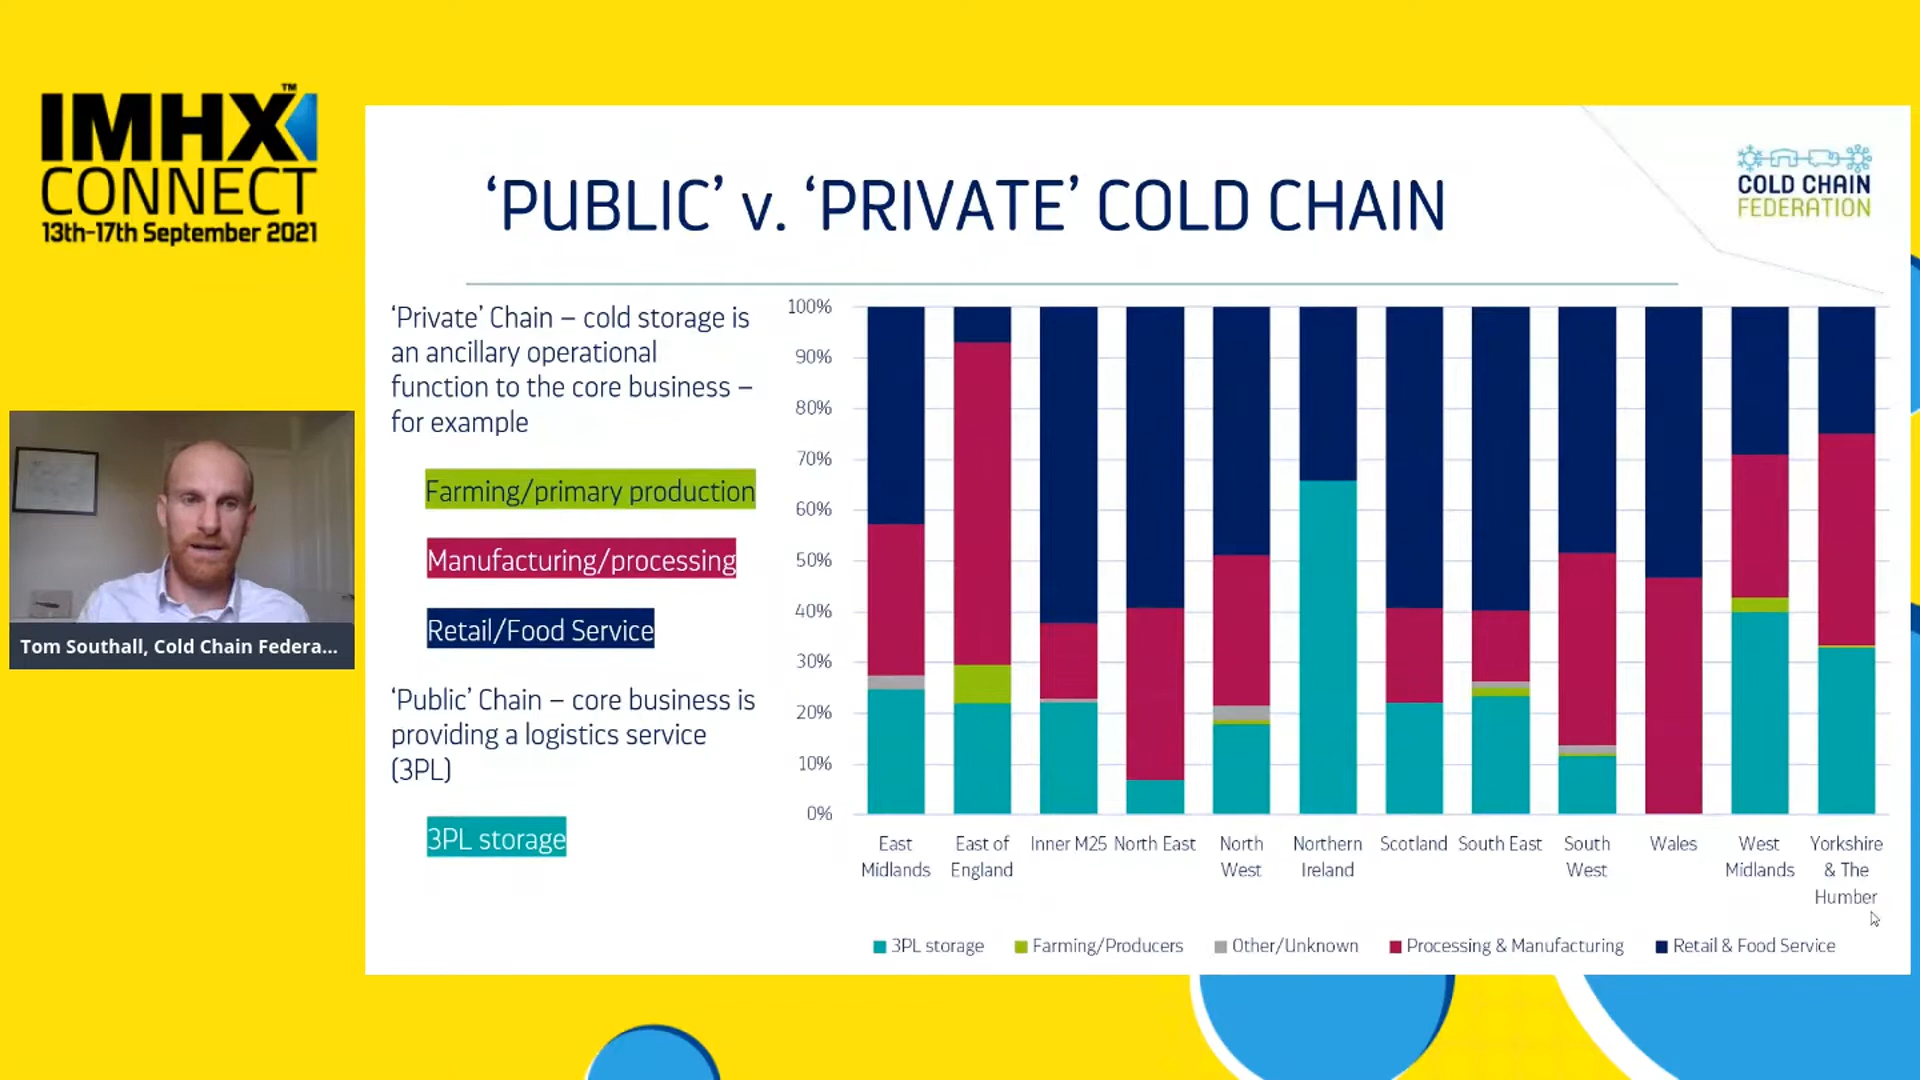 IMHX™
CONNECT
13th-17th September 2021
Tom Southall, Cold Chain Federa...
‘PUBLIC’ v. ‘PRIVATE’ COLD CHAIN
COLD CHAIN
FEDERATION
‘Private’ Chain – cold storage is
an ancillary operational
function to the core business –
for example
Farming/primary production
Manufacturing/processing
Retail/Food Service
‘Public’ Chain – core business is
providing a logistics service
(3PL)
3PL storage
100%
90%
80%
70%
60%
50%
40%
30%
20%
10%
0%
East Midlands
East of England
Inner M25
North East
North West
Northern Ireland
Scotland
South East
South West
Wales
West Midlands
Yorkshire & The Humber
3PL storage
Farming/Producers
Other/Unknown
Processing & Manufacturing
Retail & Food Service